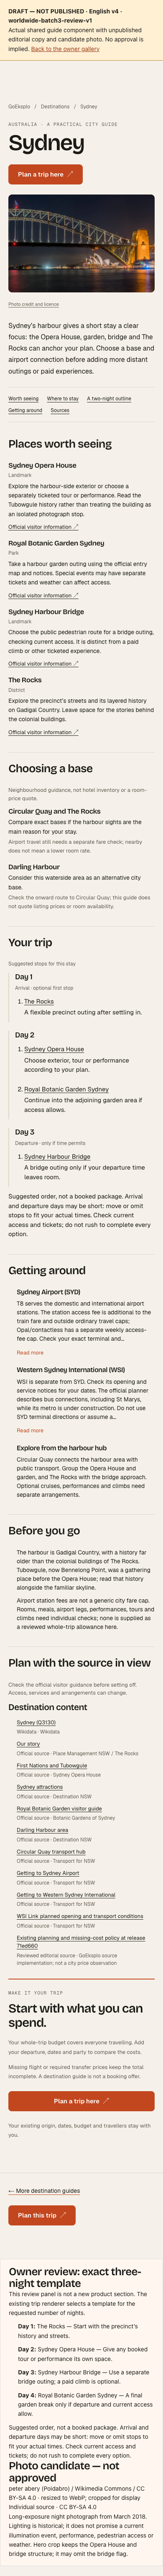 DRAFT — NOT PUBLISHED · English v4 ·
worldwide-batch3-review-v1
Actual shared guide component with unpublished
editorial copy and candidate photo. No approval is
implied. Back to the owner gallery
GoEksplo / Destinations / Sydney
AUSTRALIA · A PRACTICAL CITY GUIDE
Sydney
Plan a trip here ↗
Photo credit and licence
Sydney's harbour gives a short stay a clear
focus: the Opera House, garden, bridge and The
Rocks can anchor your plan. Choose a base and
airport connection before adding more distant
outings or paid experiences.
Worth seeing Where to stay A two-night outline
Getting around Sources
Places worth seeing
Sydney Opera House
Landmark
Explore the harbour-side exterior or choose a
separately ticketed tour or performance. Read the
Tubowgule history rather than treating the building as
an isolated photograph stop.
Official visitor information ↗
Royal Botanic Garden Sydney
Park
Take a harbour garden outing using the official entry
map and notices. Special events may have separate
tickets and weather can affect access.
Official visitor information ↗
Sydney Harbour Bridge
Landmark
Choose the public pedestrian route for a bridge outing,
checking current access. It is distinct from a paid
climb or other ticketed experience.
Official visitor information ↗
The Rocks
District
Explore the precinct's streets and its layered history
on Gadigal Country. Leave space for the stories behind
the colonial buildings.
Official visitor information ↗
Choosing a base
Neighbourhood guidance, not hotel inventory or a room-
price quote.
Circular Quay and The Rocks
Compare exact bases if the harbour sights are the
main reason for your stay.
Airport travel still needs a separate fare check; nearby
does not mean a lower room rate.
Darling Harbour
Consider this waterside area as an alternative city
base.
Check the onward route to Circular Quay; this guide does
not quote listing prices or room availability.
Your trip
Suggested stops for this stay
Day 1
Arrival · optional first stop
1. The Rocks
A flexible precinct outing after settling in.
Day 2
1. Sydney Opera House
Choose exterior, tour or performance
according to your plan.
2. Royal Botanic Garden Sydney
Continue into the adjoining garden area if
access allows.
Day 3
Departure · only if time permits
1. Sydney Harbour Bridge
A bridge outing only if your departure time
leaves room.
Suggested order, not a booked package. Arrival
and departure days may be short: move or omit
stops to fit your actual times. Check current
access and tickets; do not rush to complete every
option.
Getting around
Sydney Airport (SYD)
T8 serves the domestic and international airport
stations. The station access fee is additional to the
train fare and outside ordinary travel caps;
Opal/contactless has a separate weekly access-
fee cap. Check your exact terminal and...
Read more
Western Sydney International (WSI)
WSI is separate from SYD. Check its opening and
service notices for your dates. The official planner
describes bus connections, including St Marys,
while its metro is under construction. Do not use
SYD terminal directions or assume a...
Read more
Explore from the harbour hub
Circular Quay connects the harbour area with
public transport. Group the Opera House and
garden, and The Rocks with the bridge approach.
Optional cruises, performances and climbs need
separate arrangements.
Before you go
The harbour is Gadigal Country, with a history far
older than the colonial buildings of The Rocks.
Tubowgule, now Bennelong Point, was a gathering
place before the Opera House; read that history
alongside the familiar skyline.
Airport station fees are not a generic city fare cap.
Rooms, meals, airport legs, performances, tours and
climbs need individual checks; none is supplied as
a reviewed whole-trip allowance here.
Plan with the source in view
Check the official visitor guidance before setting off.
Access, services and arrangements can change.
Destination content
Sydney (Q3130)
Wikidata · Wikidata
Our story
Official source · Place Management NSW / The Rocks
First Nations and Tubowgule
Official source · Sydney Opera House
Sydney attractions
Official source · Destination NSW
Royal Botanic Garden visitor guide
Official source · Botanic Gardens of Sydney
Darling Harbour area
Official source · Destination NSW
Circular Quay transport hub
Official source · Transport for NSW
Getting to Sydney Airport
Official source · Transport for NSW
Getting to Western Sydney International
Official source · Transport for NSW
WSI Link planned opening and transport conditions
Official source · Transport for NSW
Existing planning and missing-cost policy at release
71ed660
Reviewed editorial source · GoEksplo source
implementation; not a city price observation
MAKE IT YOUR TRIP
Start with what you can
spend.
Your whole-trip budget covers everyone travelling. Add
your departure, dates and party to compare the costs.
Missing flight or required transfer prices keep the total
incomplete. A destination guide is not a booking offer.
Plan a trip here ↗
Your existing origin, dates, budget and travellers stay with
you.
← More destination guides
Plan this trip ↗
Owner review: exact three-
night template
This review panel is not a new product section. The
existing trip renderer selects a template for the
requested number of nights.
Day 1: The Rocks — Start with the precinct's
history and streets.
Day 2: Sydney Opera House — Give any booked
tour or performance its own space.
Day 3: Sydney Harbour Bridge — Use a separate
bridge outing; a paid climb is optional.
Day 4: Royal Botanic Garden Sydney — A final
garden break only if departure and current access
allow.
Suggested order, not a booked package. Arrival and
departure days may be short: move or omit stops to
fit your actual times. Check current access and
tickets; do not rush to complete every option.
Photo candidate — not
approved
peter abory (Poidabro) / Wikimedia Commons / CC
BY-SA 4.0 · resized to WebP, cropped for display
Individual source · CC BY-SA 4.0
Long-exposure night photograph from March 2018.
Lighting is historical; it does not promise a current
illumination event, performance, pedestrian access or
weather. Hero crop keeps the Opera House and
bridge structure; it may omit the bridge flag.